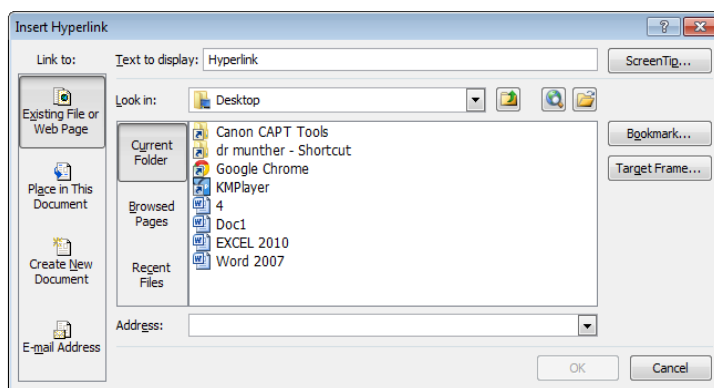 Insert Hyperlink
Link to:
Text to display: Hyperlink
ScreenTip...
Existing File or
Web Page
Look in: Desktop
Current
Folder
Browsed
Pages
Recent
Files
Canon CAPT Tools
dr munther - Shortcut
Google Chrome
KMPlayer
4
Doc1
EXCEL 2010
Word 2007
Bookmark...
Target Frame...
Place in This
Document
Create New
Document
E-mail Address
Address:
OK
Cancel